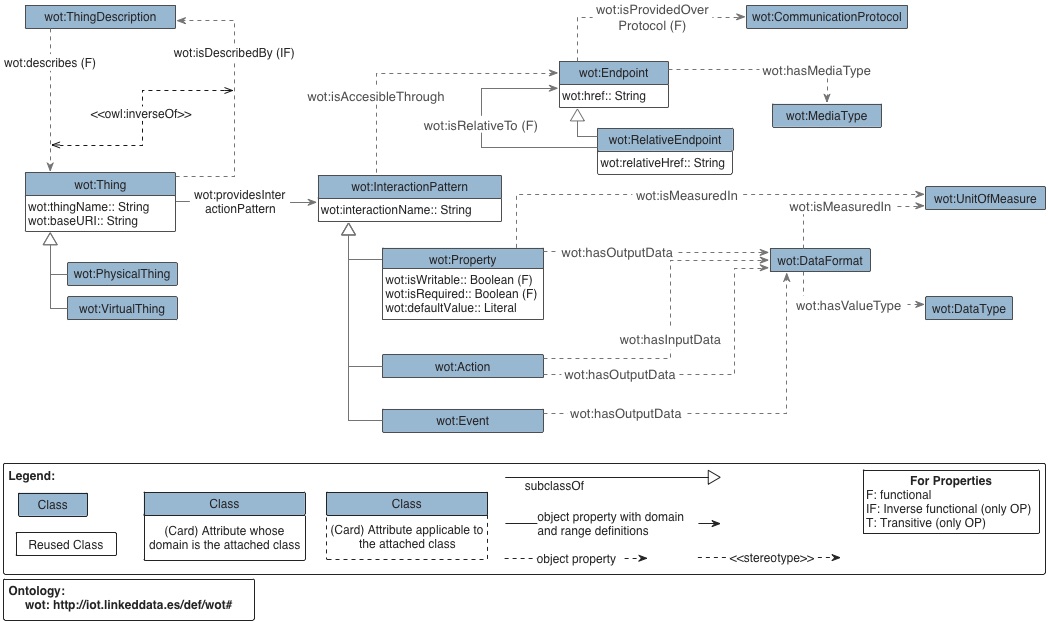 wot:ThingDescription
wot:isDescribedBy (IF)
wot:describes (F)
<<owl:inverseOf>>
wot:Thing
wot:thingName:: String
wot:baseURI:: String
wot:PhysicalThing
wot:VirtualThing
wot:providesInter
actionPattern
wot:InteractionPattern
wot:interactionName:: String
wot:isAccesibleThrough
wot:isProvidedOver
Protocol (F)
wot:CommunicationProtocol
wot:Endpoint
wot:href:: String
wot:hasMediaType
wot:MediaType
wot:isRelativeTo (F)
wot:RelativeEndpoint
wot:relativeHref:: String
wot:isMeasuredIn
wot:isMeasuredIn
wot:UnitOfMeasure
wot:Property
wot:isWritable:: Boolean (F)
wot:isRequired:: Boolean (F)
wot:defaultValue:: Literal
wot:hasOutputData
wot:DataFormat
wot:hasValueType
wot:DataType
wot:hasInputData
wot:Action
wot:hasOutputData
wot:Event
wot:hasOutputData
Legend:
Class
Reused Class
Class
(Card) Attribute whose
domain is the attached class
Class
(Card) Attribute applicable to
the attached class
subclassOf
object property with domain
and range definitions
object property
<<stereotype>>
For Properties
F: functional
IF: Inverse functional (only OP)
T: Transitive (only OP)
Ontology:
wot: http://iot.linkeddata.es/def/wot#